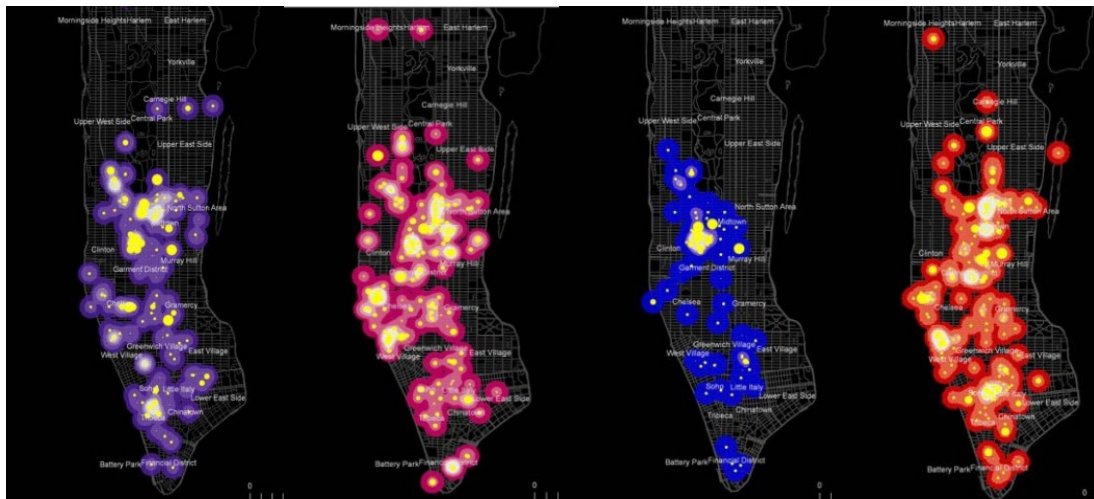 Morningside Heights Harlem East Harlem
Yorkville
Carnegie Hill
Central Park
Upper West Side
Upper East Side
North Sutton Area
Clinton
Murray Hill
Garment District
Chelsea
Gramercy
Greenwich Village
West Village
East Village
Soho
Little Italy
Lower East Side
Chinatown
Tribeca
Battery Park
Financial District
0
Morningside Heights Harlem East Harlem
Yorkville
Carnegie Hill
Central Park
Upper West Side
Upper East Side
North Sutton Area
Clinton
Murray Hill
Gramercy
Greenwich Village
West Village
East Village
Little Italy
Lower East Side
Chinatown
Battery Park
Financial District
0
Morningside Heights Harlem East Harlem
Yorkville
Carnegie Hill
Central Park
Upper West Side
Upper East Side
North Sutton Area
Midtown
Clinton
Murray Hill
Garment District
Chelsea
Gramercy
Greenwich Village
West Village
East Village
Soho
Little Italy
Lower East Side
Tribeca
Chinatown
Battery Park
Financial District
0
Morningside Heights Harlem East Harlem
Yorkville
Carnegie Hill
Central Park
Upper West Side
Upper East Side
North Sutton Area
Clinton
Murray Hill
Chelsea
Gramercy
Greenwich Village
West Village
East Village
Soho
Little Italy
Lower East Side
Chinatown
Tribeca
Battery Park
Financial District
0